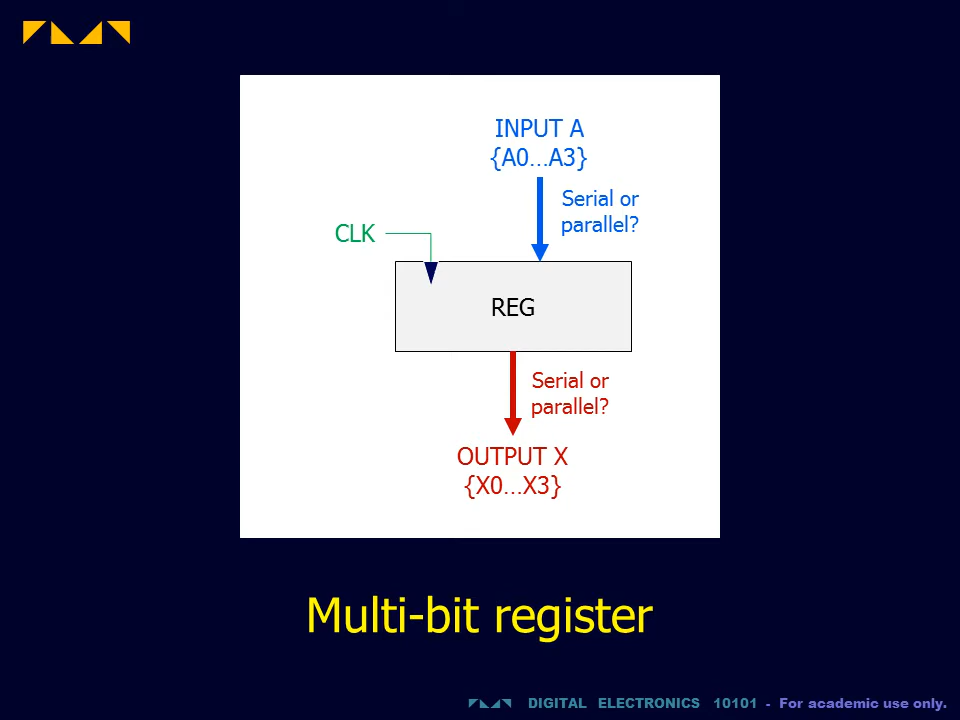 INPUT A
{A0…A3}
Serial or
parallel?
CLK
REG
Serial or
parallel?
OUTPUT X
{X0…X3}
Multi-bit register
DIGITAL ELECTRONICS 10101 - For academic use only.